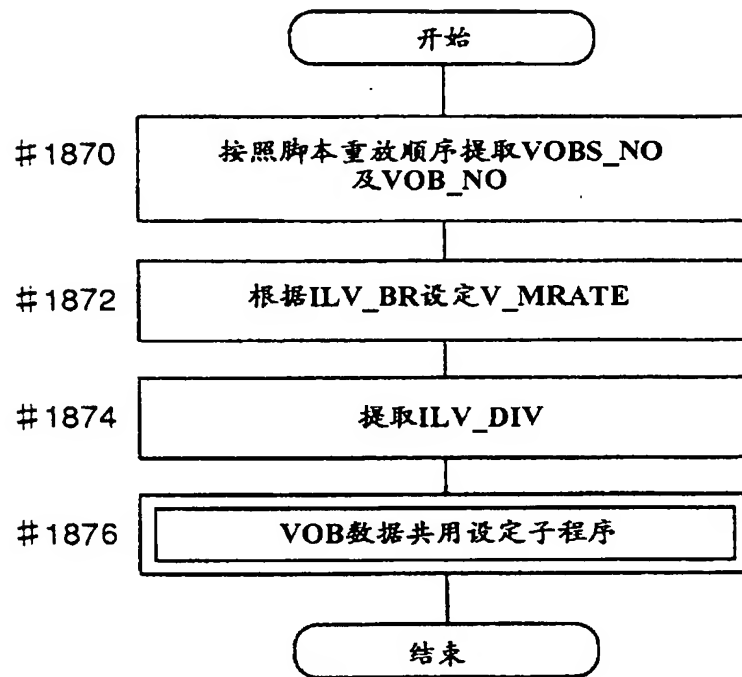 开始
#1870
按照脚本重放顺序提取VOBS_NO
及VOB_NO
#1872
根据ILV_BR设定V_MRATE
#1874
提取ILV_DIV
#1876
VOB数据共用设定子程序
结束